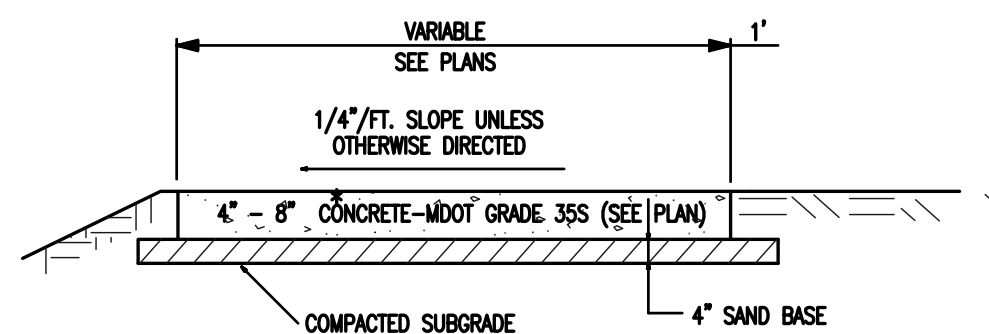 VARIABLE
1'
SEE PLANS
1/4"/FT. SLOPE UNLESS
OTHERWISE DIRECTED
4" - 8" CONCRETE-MDOT GRADE 35S (SEE PLAN)
4" SAND BASE
COMPACTED SUBGRADE